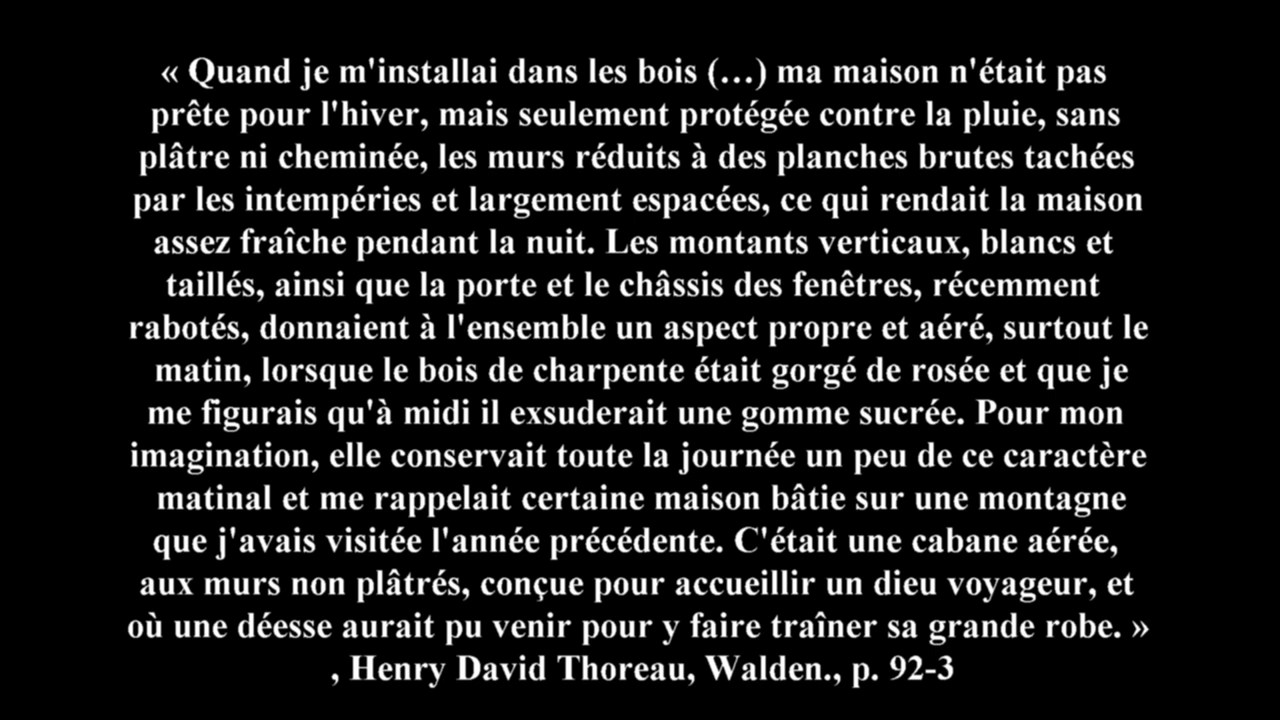 « Quand je m'installai dans les bois (…) ma maison n'était pas
prête pour l'hiver, mais seulement protégée contre la pluie, sans
plâtre ni cheminée, les murs réduits à des planches brutes tachées
par les intempéries et largement espacées, ce qui rendait la maison
assez fraîche pendant la nuit. Les montants verticaux, blancs et
taillés, ainsi que la porte et le châssis des fenêtres, récemment
rabotés, donnaient à l'ensemble un aspect propre et aéré, surtout le
matin, lorsque le bois de charpente était gorgé de rosée et que je
me figurais qu'à midi il exsuderait une gomme sucrée. Pour mon
imagination, elle conservait toute la journée un peu de ce caractère
matinal et me rappelait certaine maison bâtie sur une montagne
que j'avais visitée l'année précédente. C'était une cabane aérée,
aux murs non plâtrés, conçue pour accueillir un dieu voyageur, et
où une déesse aurait pu venir pour y faire traîner sa grande robe. »
, Henry David Thoreau, Walden., p. 92-3